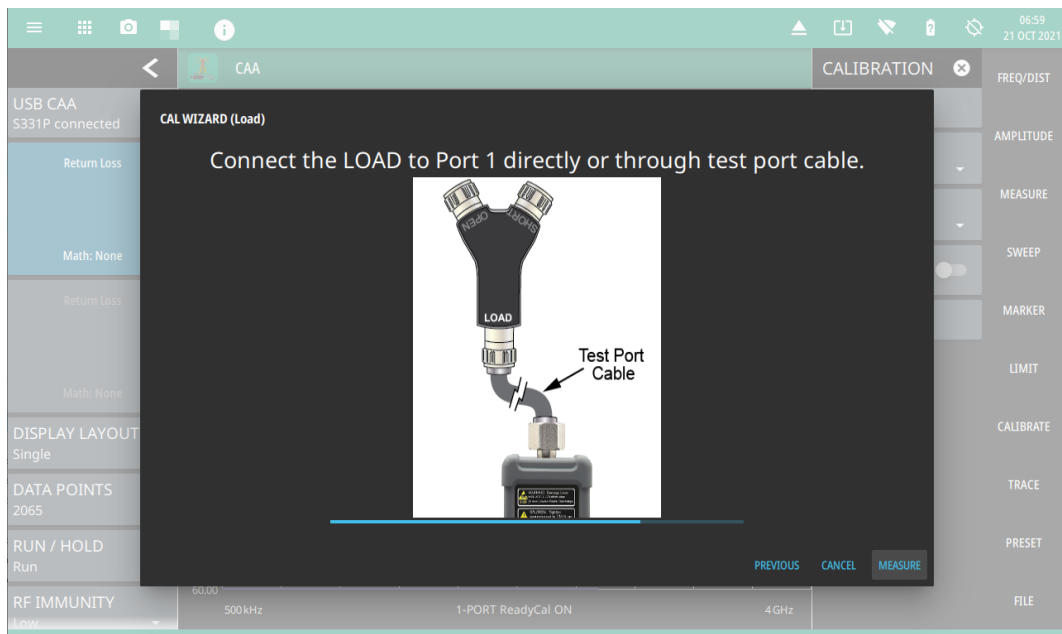 06:59
21 OCT 2021
CAA
CALIBRATION
USB CAA
S331P connected
Return Loss
Math: None
Return Loss
Math: None
DISPLAY LAYOUT
Single
DATA POINTS
2065
RUN / HOLD
Run
RF IMMUNITY
Low
CAL WIZARD (Load)
Connect the LOAD to Port 1 directly or through test port cable.
OPEN
SHORT
LOAD
Test Port
Cable
PREVIOUS
CANCEL
MEASURE
60.00
500 kHz
1-PORT ReadyCal ON
4 GHz
FREQ/DIST
AMPLITUDE
MEASURE
SWEEP
MARKER
LIMIT
CALIBRATE
TRACE
PRESET
FILE